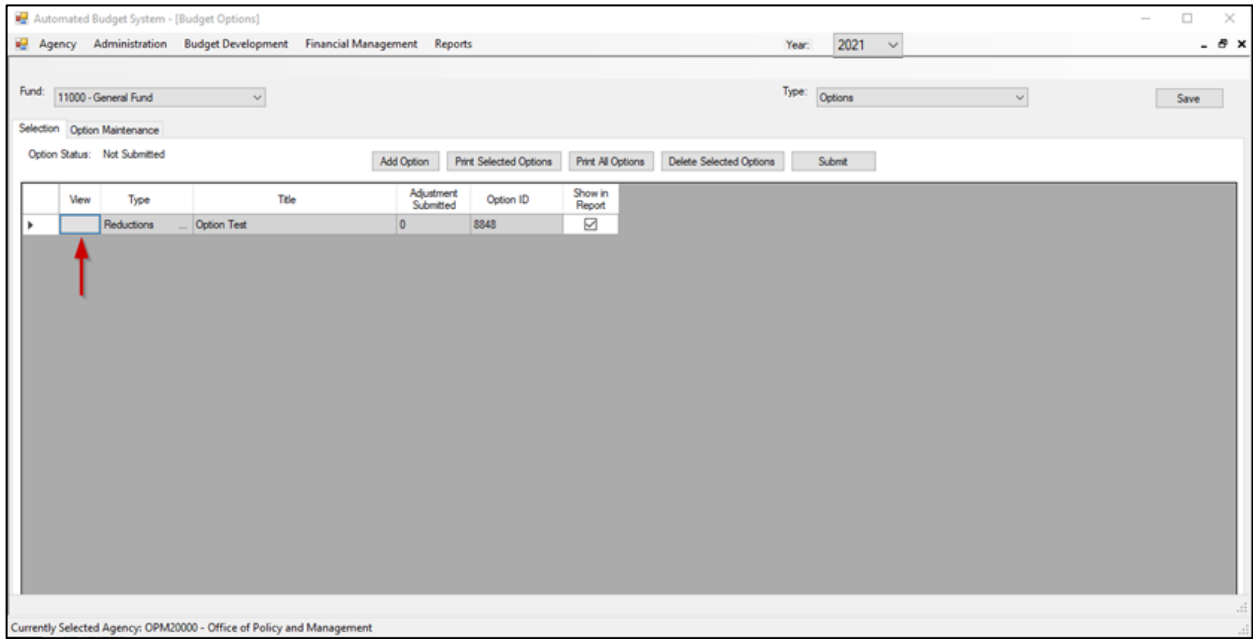 Automated Budget System - [Budget Options]
Agency Administration Budget Development Financial Management Reports Year: 2021
Fund: 11000 - General Fund Type: Options Save
Selection Option Maintenance
Option Status: Not Submitted Add Option Print Selected Options Print All Options Delete Selected Options Submit
View Type Title Adjustment Submitted Option ID Show in Report
Reductions ... Option Test 0 8848
Currently Selected Agency: OPM20000 - Office of Policy and Management